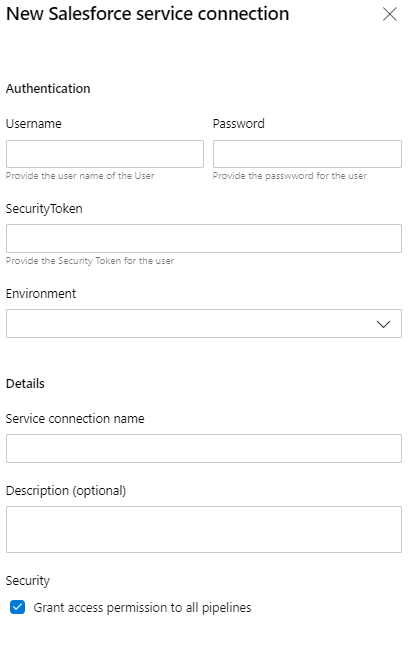 New Salesforce service connection
Authentication
Username
Password
Provide the user name of the User
Provide the passwword for the user
SecurityToken
Provide the Security Token for the user
Environment
Details
Service connection name
Description (optional)
Security
Grant access permission to all pipelines